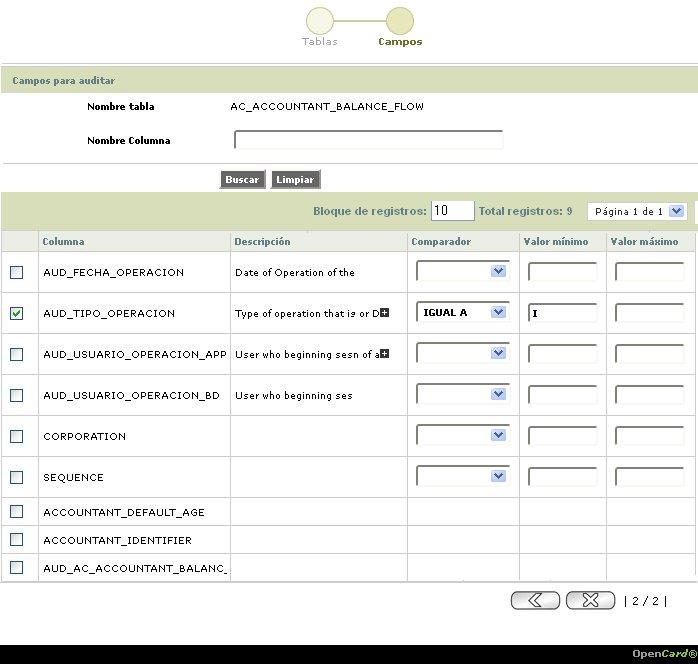 Tablas Campos
Campos para auditar
Nombre tabla AC_ACCOUNTANT_BALANCE_FLOW
Nombre Columna
Buscar Limpiar
Bloque de registros: 10 Total registros: 9 Página 1 de 1
Columna Descripción Comparador Valor mínimo Valor máximo
AUD_FECHA_OPERACION Date of Operation of the
AUD_TIPO_OPERACION Type of operation that is or D IGUAL A I
AUD_USUARIO_OPERACION_APP User who beginning sesn of a
AUD_USUARIO_OPERACION_BD User who beginning ses
CORPORATION
SEQUENCE
ACCOUNTANT_DEFAULT_AGE
ACCOUNTANT_IDENTIFIER
AUD_AC_ACCOUNTANT_BALANC_
| 2 / 2 |
OpenCard®